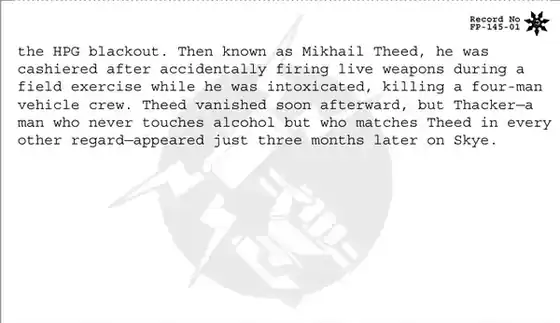 Record No
FP-145-01
the HPG blackout. Then known as Mikhail Theed, he was
cashiered after accidentally firing live weapons during a
field exercise while he was intoxicated, killing a four-man
vehicle crew. Theed vanished soon afterward, but Thacker—a
man who never touches alcohol but who matches Theed in every
other regard—appeared just three months later on Skye.